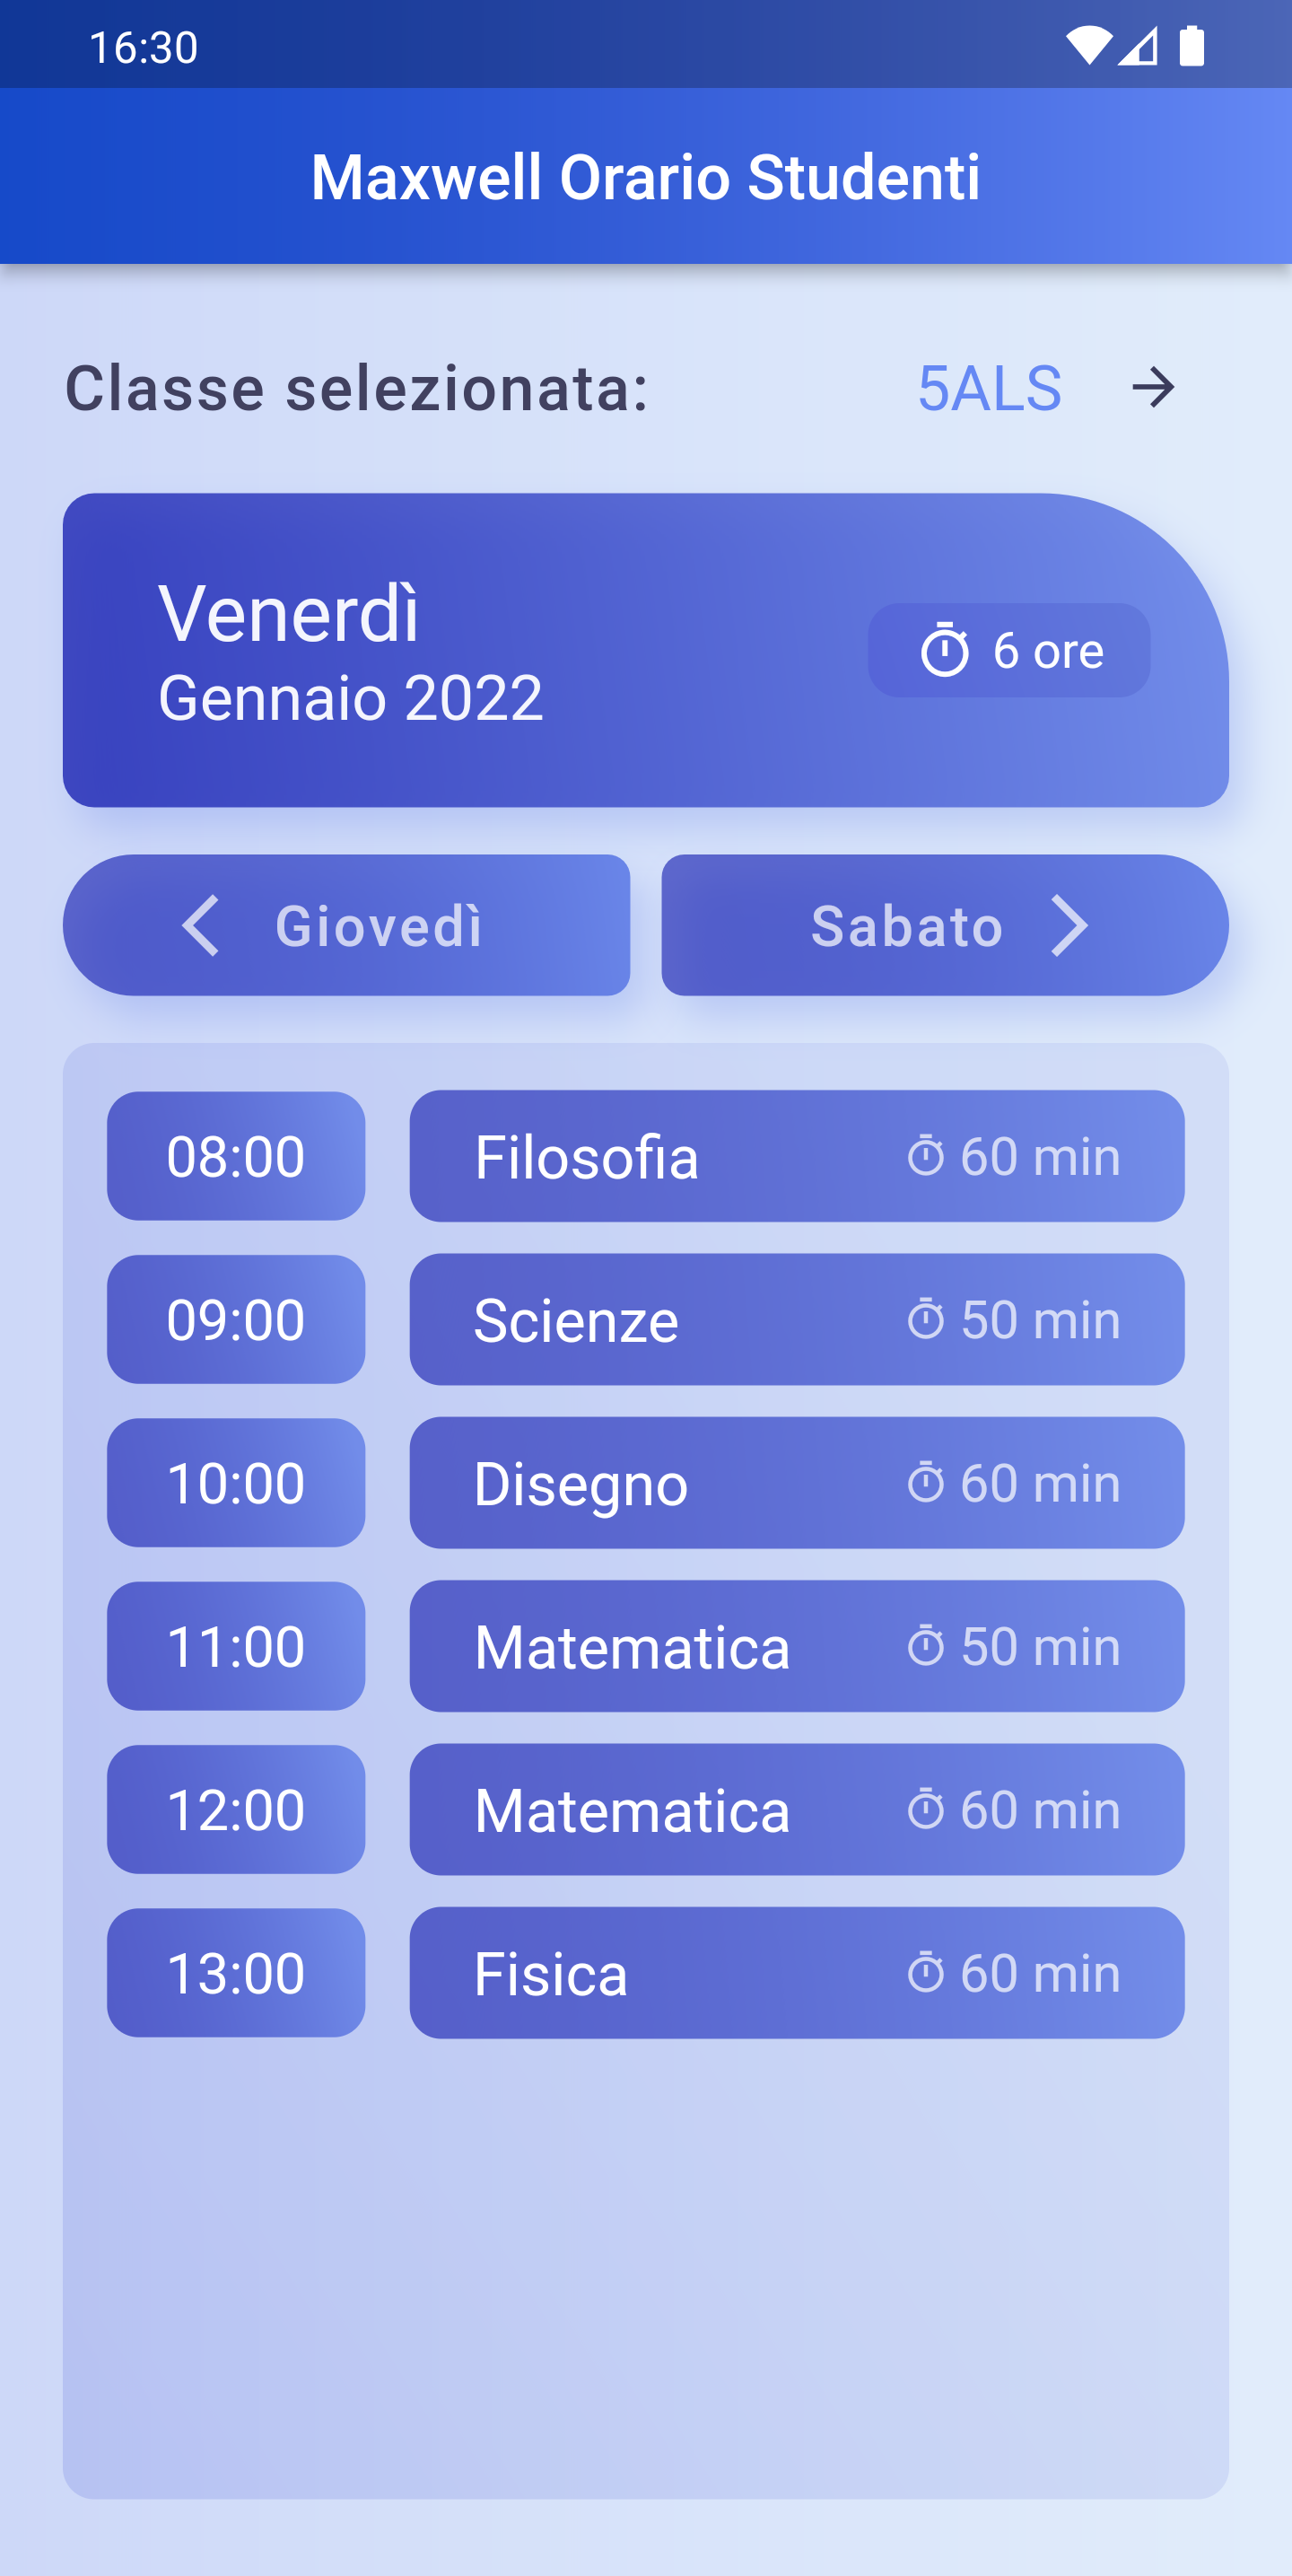 16:30
Maxwell Orario Studenti
Classe selezionata: 5ALS
Venerdì
Gennaio 2022
6 ore
Giovedì
Sabato
08:00 Filosofia 60 min
09:00 Scienze 50 min
10:00 Disegno 60 min
11:00 Matematica 50 min
12:00 Matematica 60 min
13:00 Fisica 60 min